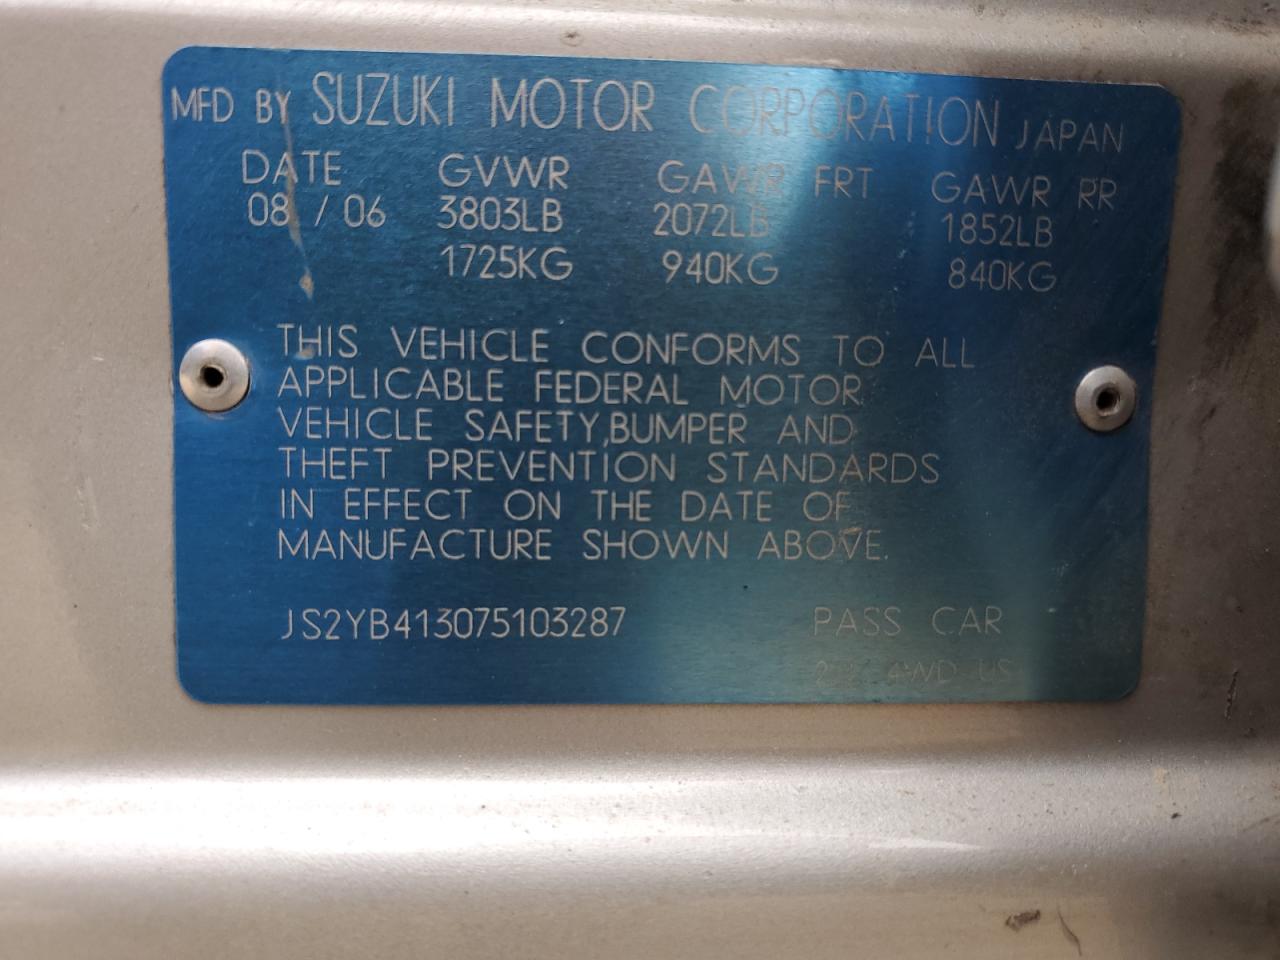 MFD BY SUZUKI MOTOR CORPORATION JAPAN
DATE GVWR GAWR FRT GAWR RR
08 / 06 3803LB 2072LB 1852LB
1725KG 940KG 840KG
THIS VEHICLE CONFORMS TO ALL
APPLICABLE FEDERAL MOTOR
VEHICLE SAFETY,BUMPER AND
THEFT PREVENTION STANDARDS
IN EFFECT ON THE DATE OF
MANUFACTURE SHOWN ABOVE.
JS2YB413075103287 PASS CAR
4WD US